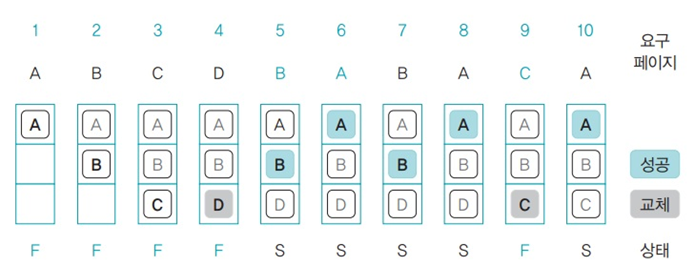 1 2 3 4 5 6 7 8 9 10 요구
페이지
A B C D B A B A C A
A A A A A A A A A A
B B B B B B B B B 성공
C D D D D D C C 교체
F F F F S S S S F S 상태